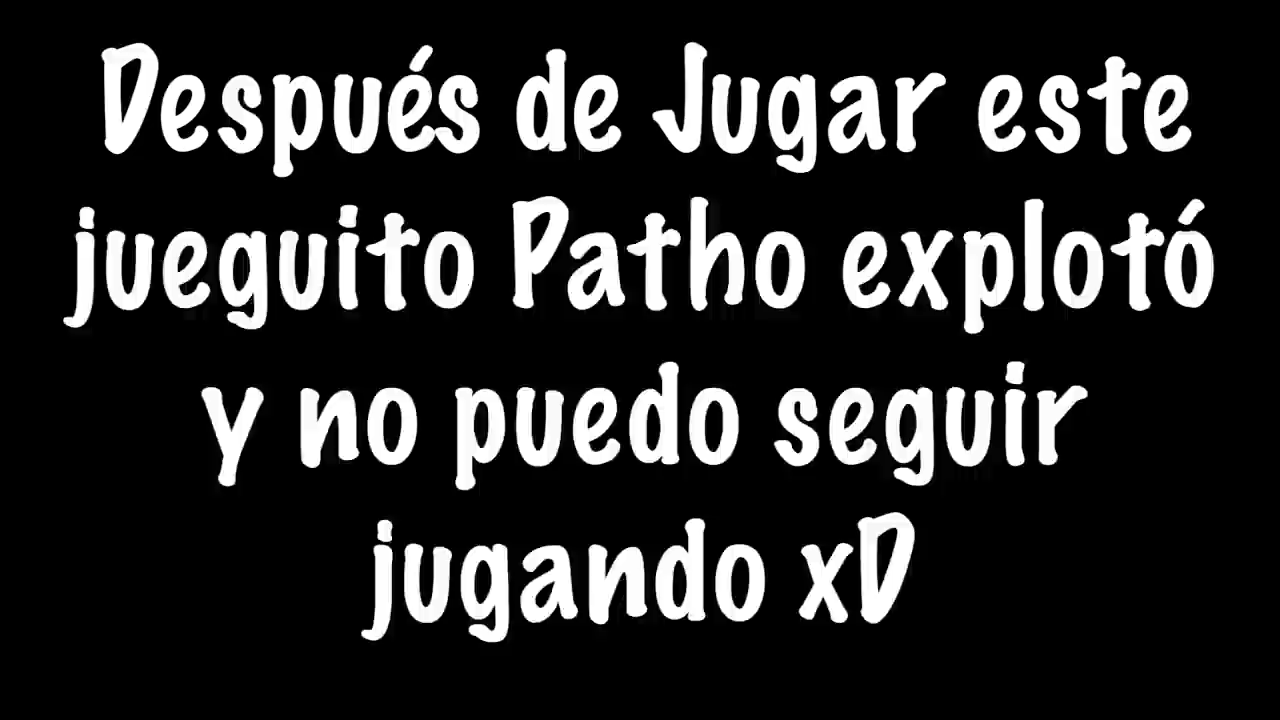 Después de Jugar este
jueguito Patho explotó
y no puedo seguir
jugando xD